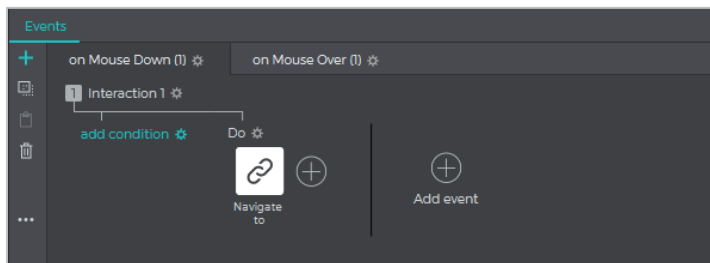 Events
on Mouse Down (1)
on Mouse Over (1)
1 Interaction 1
add condition
Do
Navigate
to
Add event